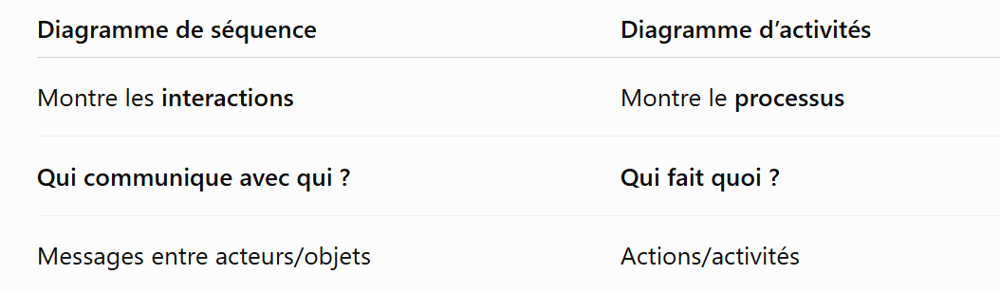 Diagramme de séquence Diagramme d’activités
Montre les interactions Montre le processus
Qui communique avec qui ? Qui fait quoi ?
Messages entre acteurs/objets Actions/activités